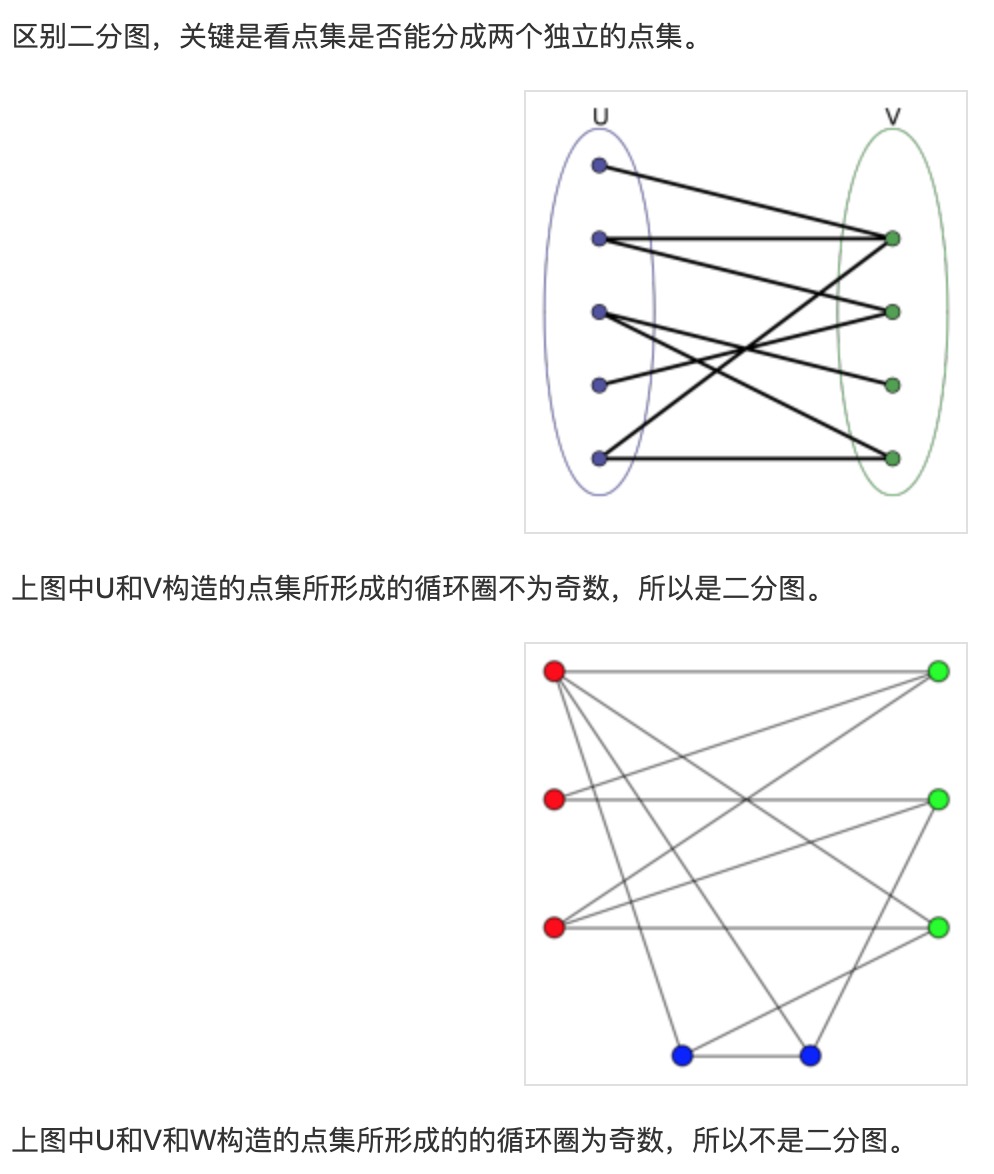 区别二分图，关键是看点集是否能分成两个独立的点集。
U V
上图中U和V构造的点集所形成的循环圈不为奇数，所以是二分图。
上图中U和V和W构造的点集所形成的的循环圈为奇数，所以不是二分图。